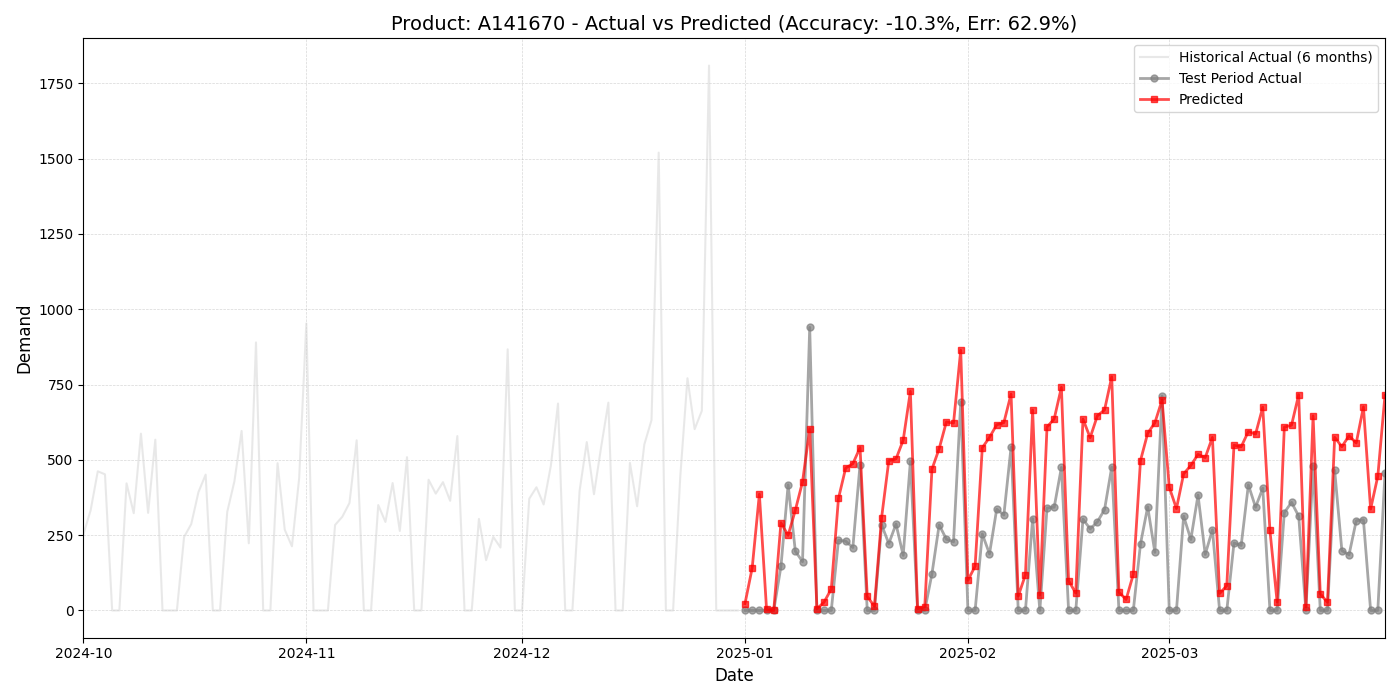 Product: A141670 - Actual vs Predicted (Accuracy: -10.3%, Err: 62.9%)
Historical Actual (6 months)
Test Period Actual
Predicted
Demand
1750
1500
1250
1000
750
500
250
0
2024-10
2024-11
2024-12
2025-01
2025-02
2025-03
Date